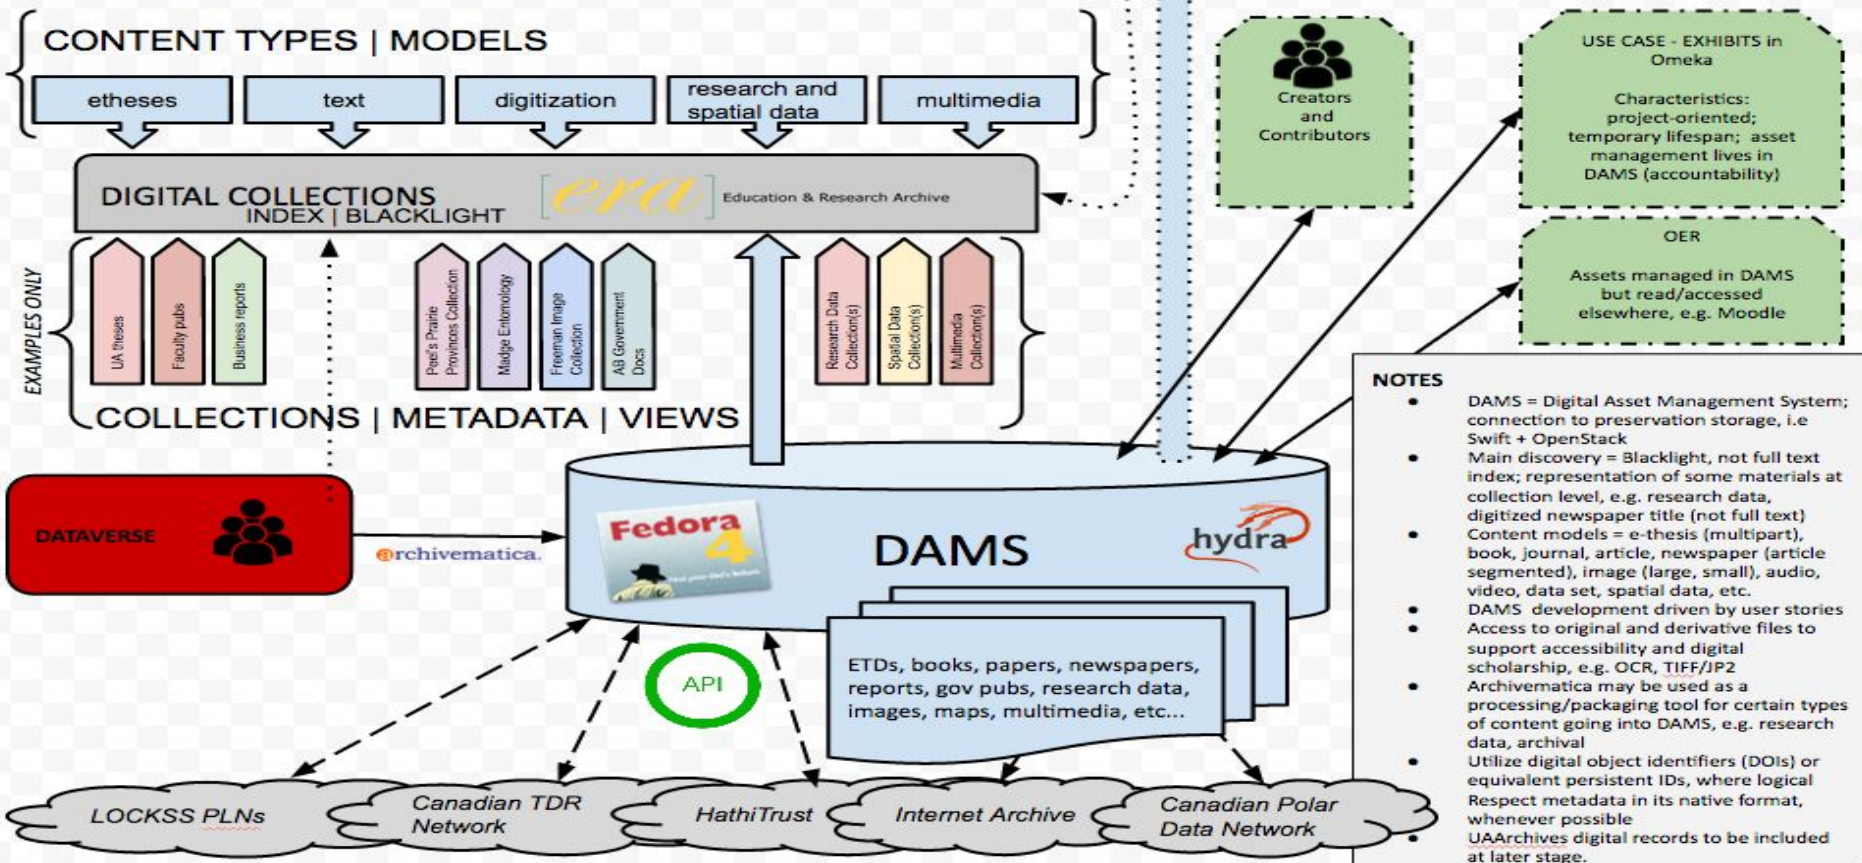 CONTENT TYPES | MODELS
etheses
text
digitization
research and
spatial data
multimedia
DIGITAL COLLECTIONS
INDEX | BLACKLIGHT
[era] Education & Research Archive
EXAMPLES ONLY
UA theses
Faculty pubs
Business reports
Peel's Prairie
Provinces Collection
Madge Entomology
Freeman Image
Collection
AB Government
Docs
Research Data
Collection(s)
Spatial Data
Collection(s)
Multimedia
Collection(s)
COLLECTIONS | METADATA | VIEWS
Creators
and
Contributors
USE CASE - EXHIBITS in
Omeka
Characteristics:
project-oriented;
temporary lifespan; asset
management lives in
DAMS (accountability)
OER
Assets managed in DAMS
but read/accessed
elsewhere, e.g. Moodle
DATAVERSE
archivematica.
Fedora
4
DAMS
hydra
API
ETDs, books, papers, newspapers,
reports, gov pubs, research data,
images, maps, multimedia, etc...
LOCKSS PLNs
Canadian TDR
Network
HathiTrust
Internet Archive
Canadian Polar
Data Network
NOTES
• DAMS = Digital Asset Management System;
connection to preservation storage, i.e
Swift + OpenStack
• Main discovery = Blacklight, not full text
index; representation of some materials at
collection level, e.g. research data,
digitized newspaper title (not full text)
• Content models = e-thesis (multipart),
book, journal, article, newspaper (article
segmented), image (large, small), audio,
video, data set, spatial data, etc.
• DAMS development driven by user stories
• Access to original and derivative files to
support accessibility and digital
scholarship, e.g. OCR, TIFF/JP2
• Archivematica may be used as a
processing/packaging tool for certain types
of content going into DAMS, e.g. research
data, archival
• Utilize digital object identifiers (DOIs) or
equivalent persistent IDs, where logical
Respect metadata in its native format,
whenever possible
• UAArchives digital records to be included
at later stage.